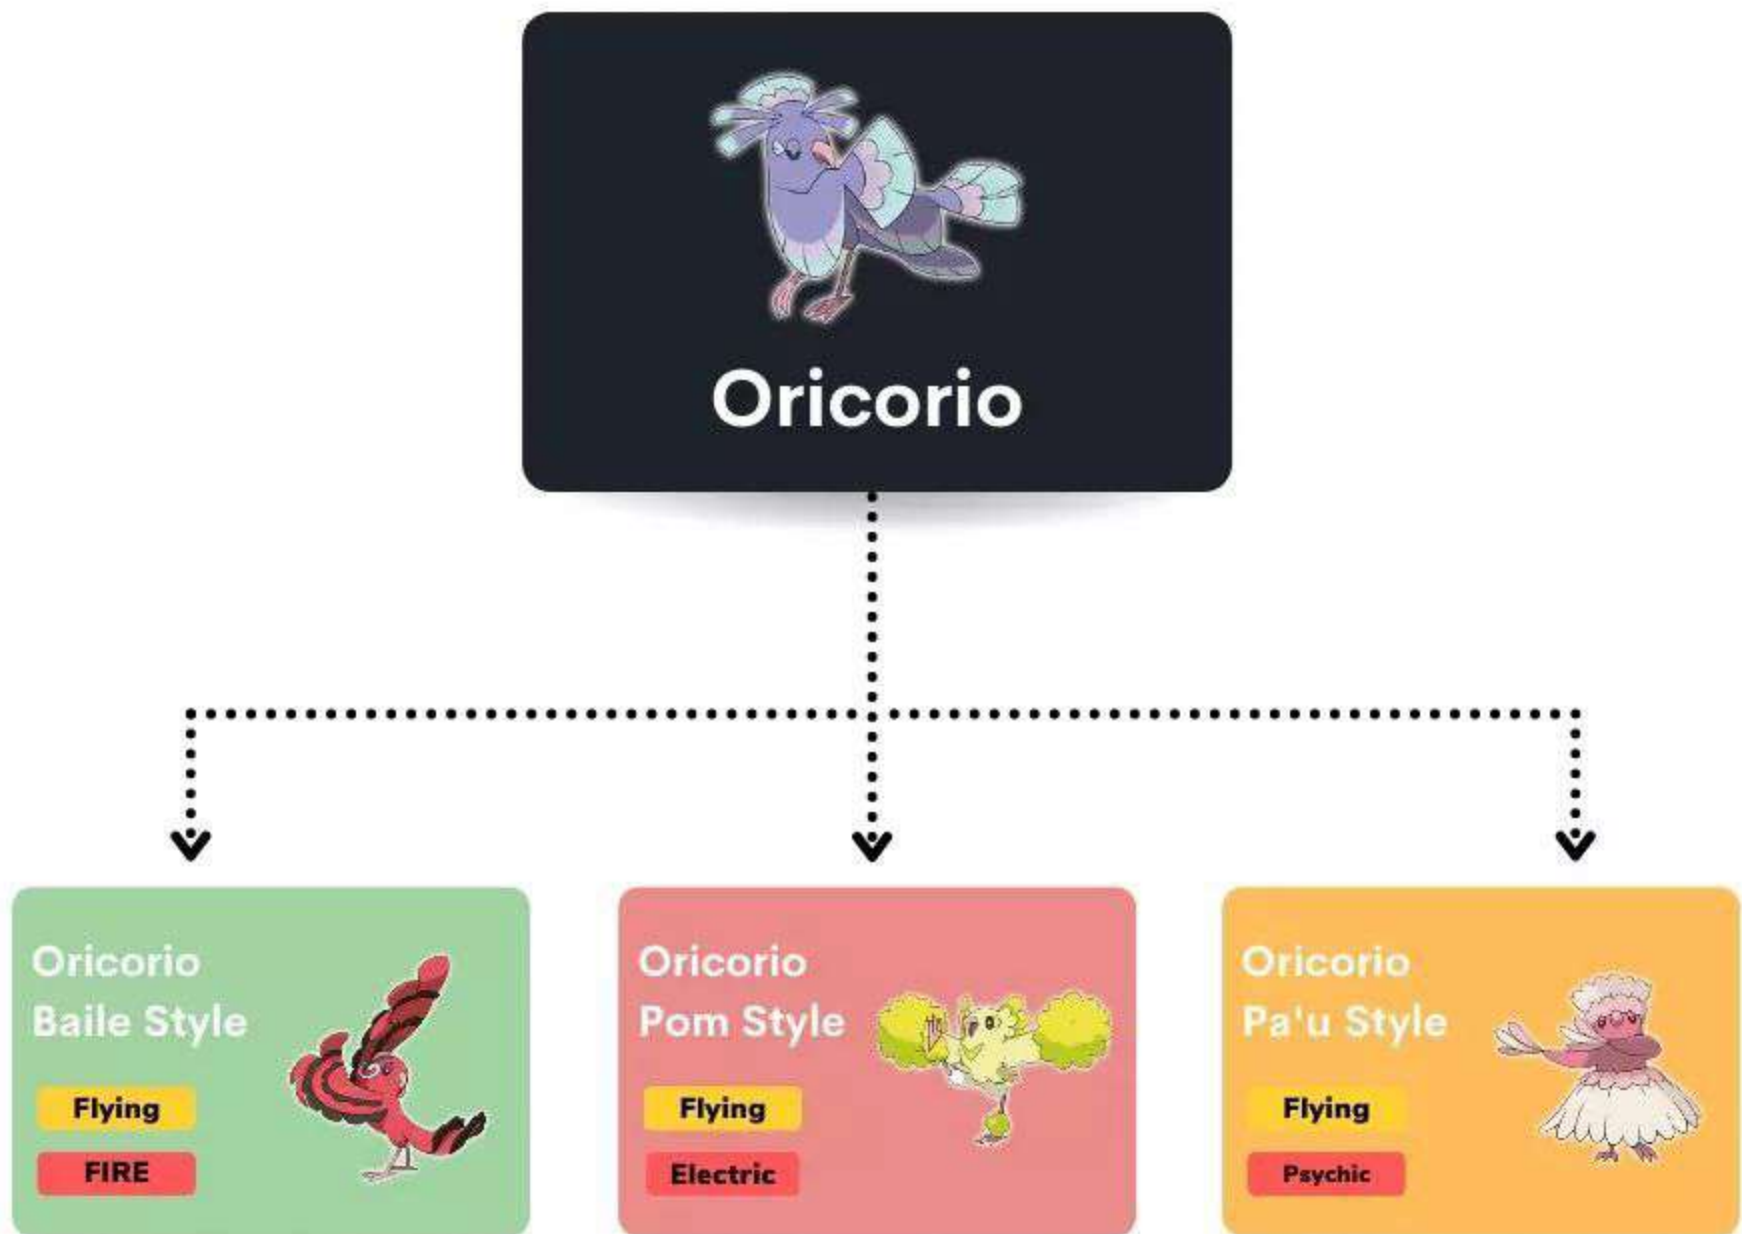 Oricorio
Oricorio
Baile Style
Flying
FIRE
Oricorio
Pom Style
Flying
Electric
Oricorio
Pa'u Style
Flying
Psychic